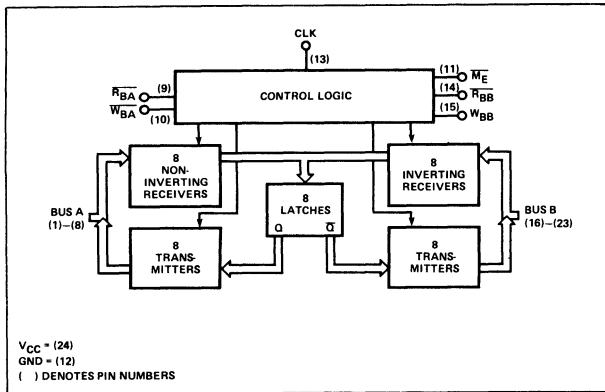 CLK
(13)
R̅B̅A̅ (9)
W̅B̅A̅ (10)
CONTROL LOGIC
(11) M̅E̅
(14) R̅B̅B̅
(15) WBB
8
NON-
INVERTING
RECEIVERS
8
INVERTING
RECEIVERS
8
LATCHES
Q Q̅
BUS A
(1)–(8)
BUS B
(16)–(23)
8
TRANS-
MITTERS
8
TRANS-
MITTERS
VCC = (24)
GND = (12)
( ) DENOTES PIN NUMBERS